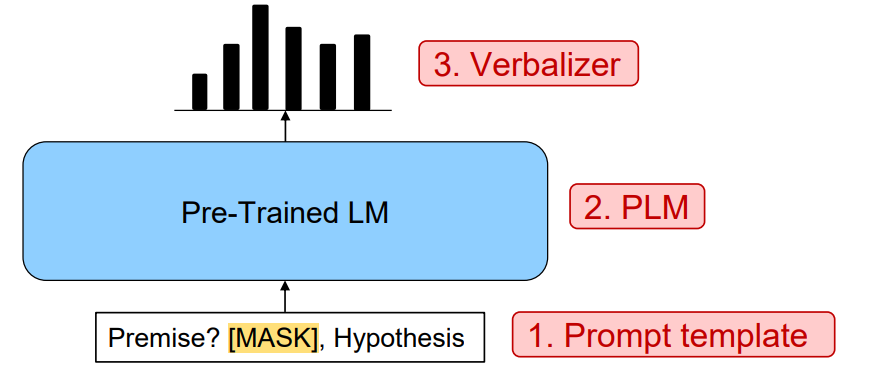 3. Verbalizer
Pre-Trained LM
2. PLM
Premise? [MASK], Hypothesis
1. Prompt template